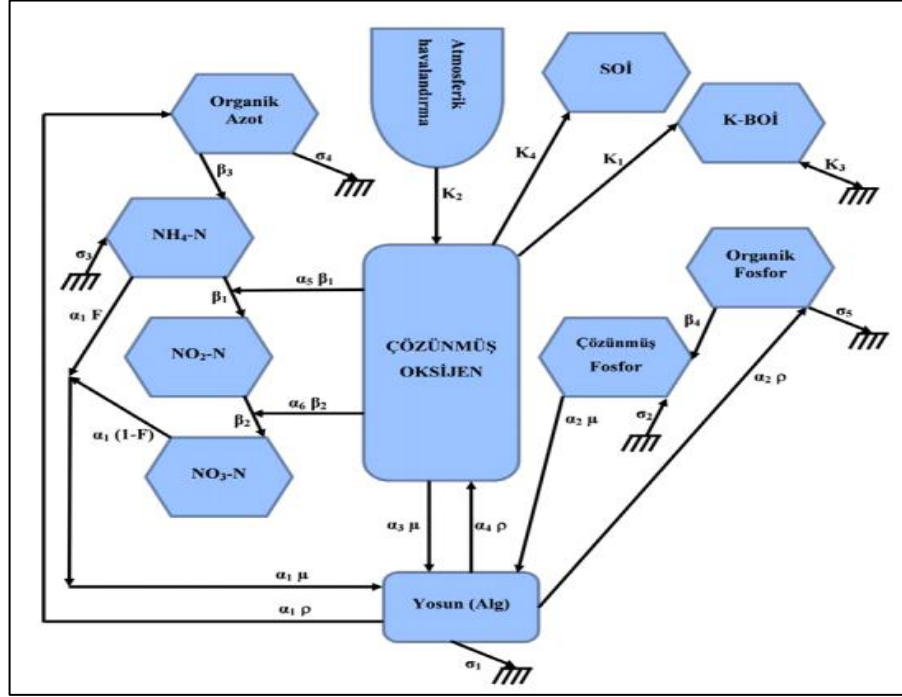 Atmosferik
havalandırma
SOİ
K-BOİ
Organik
Azot
σ₄
β₃
K₂
K₄
K₁
K₃
NH₄-N
σ₃
α₁ F
β₁
α₅ β₁
ÇÖZÜNMÜŞ
OKSİJEN
Organik
Fosfor
σ₅
β₄
Çözünmüş
Fosfor
σ₂
α₂ ρ
α₂ μ
NO₂-N
β₂
α₆ β₂
α₁ (1-F)
NO₃-N
α₃ μ
α₄ ρ
α₁ μ
α₁ ρ
Yosun (Alg)
σ₁